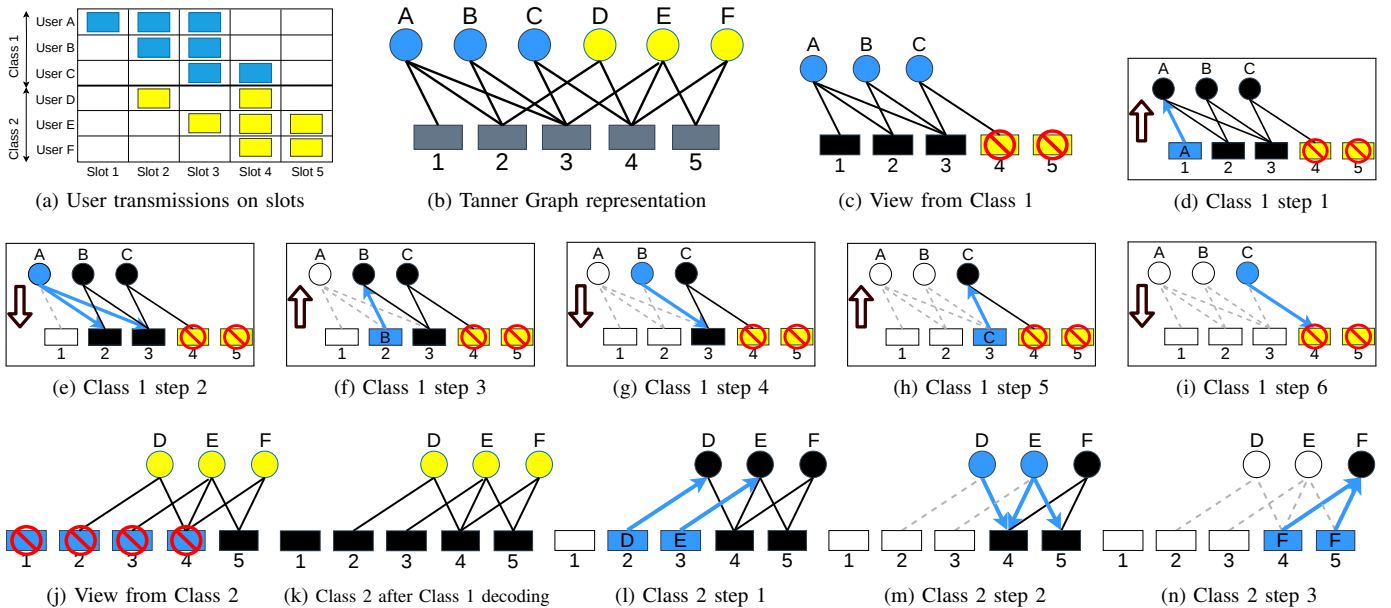 Class 1
Class 2
User A
User B
User C
User D
User E
User F
Slot 1 Slot 2 Slot 3 Slot 4 Slot 5
(a) User transmissions on slots
A B C D E F
1 2 3 4 5
(b) Tanner Graph representation
A B C
1 2 3 4 5
(c) View from Class 1
A B C
A
1 2 3 4 5
(d) Class 1 step 1
A B C
1 2 3 4 5
(e) Class 1 step 2
A B C
B
1 2 3 4 5
(f) Class 1 step 3
A B C
1 2 3 4 5
(g) Class 1 step 4
A B C
C
1 2 3 4 5
(h) Class 1 step 5
A B C
1 2 3 4 5
(i) Class 1 step 6
D E F
1 2 3 4 5
(j) View from Class 2
D E F
1 2 3 4 5
(k) Class 2 after Class 1 decoding
D E F
D E
1 2 3 4 5
(l) Class 2 step 1
D E F
1 2 3 4 5
(m) Class 2 step 2
D E F
F F
1 2 3 4 5
(n) Class 2 step 3